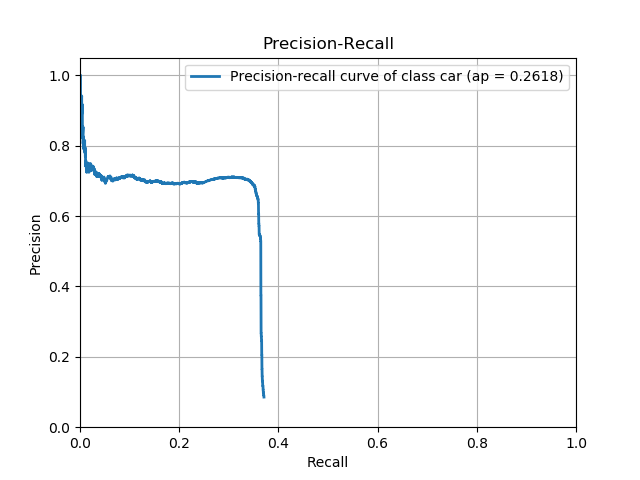 Precision-Recall
Precision-recall curve of class car (ap = 0.2618)
1.0
0.8
0.6
0.4
0.2
0.0
Precision
0.0 0.2 0.4 0.6 0.8 1.0
Recall